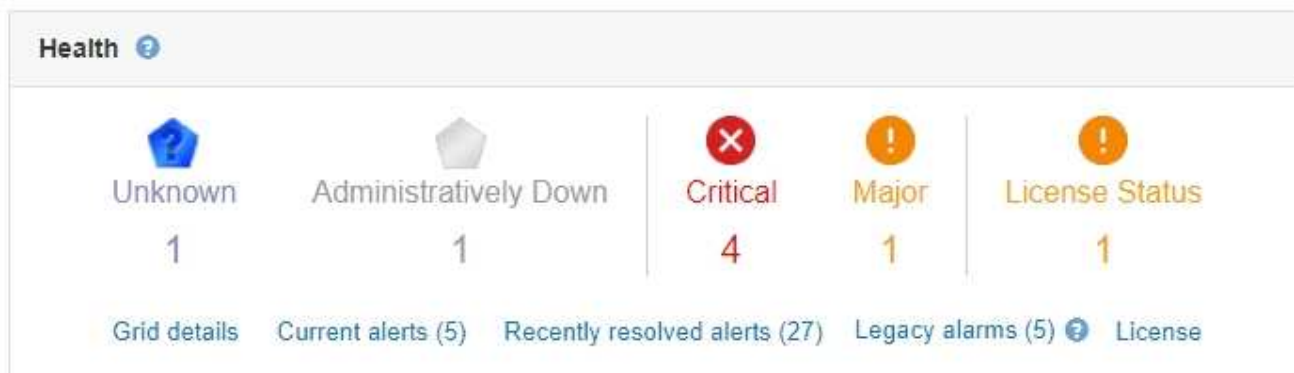 Health ?
? ! !
Unknown Administratively Down Critical Major License Status
1 1 4 1 1
Grid details Current alerts (5) Recently resolved alerts (27) Legacy alarms (5) ? License